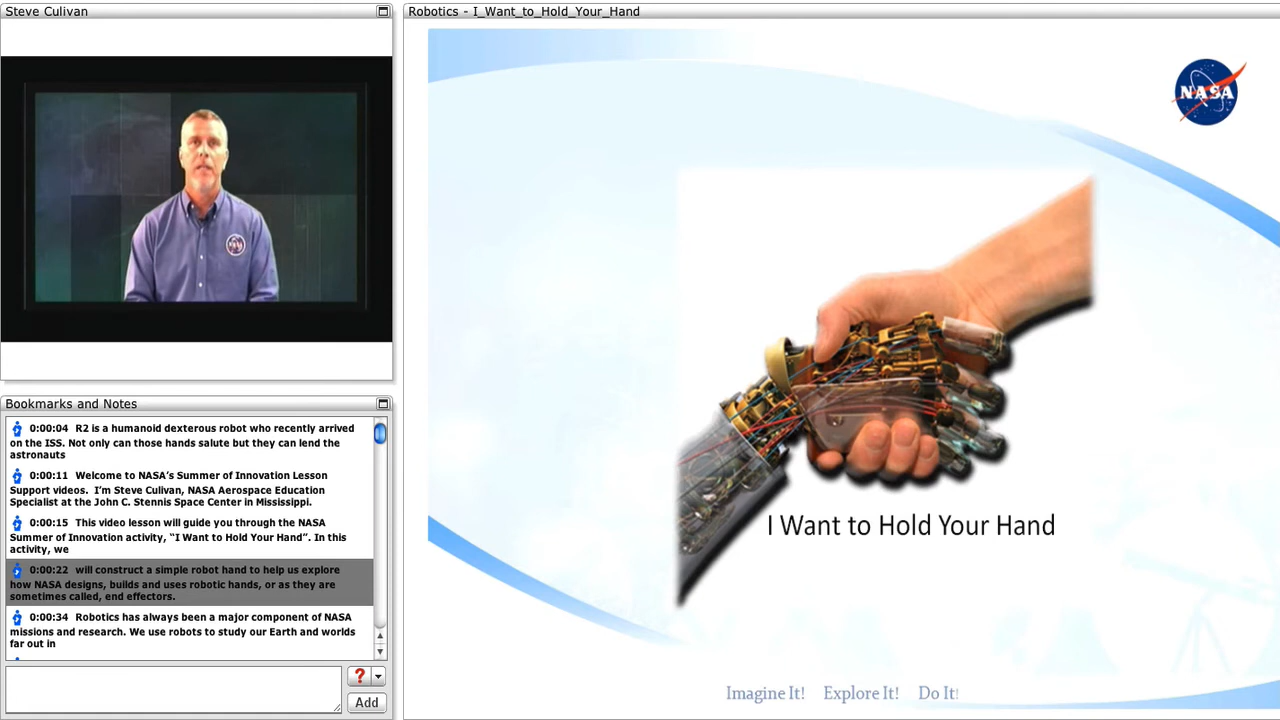 Steve Culivan
Robotics - I_Want_to_Hold_Your_Hand
NASA
I Want to Hold Your Hand
Imagine It! Explore It! Do It!
Bookmarks and Notes
0:00:04 R2 is a humanoid dexterous robot who recently arrived
on the ISS. Not only can those hands salute but they can lend the
astronauts
0:00:11 Welcome to NASA's Summer of Innovation Lesson
Support videos. I'm Steve Culivan, NASA Aerospace Education
Specialist at the John C. Stennis Space Center in Mississippi.
0:00:15 This video lesson will guide you through the NASA
Summer of Innovation activity, “I Want to Hold Your Hand”. In this
activity, we
0:00:22 will construct a simple robot hand to help us explore
how NASA designs, builds and uses robotic hands, or as they are
sometimes called, end effectors.
0:00:34 Robotics has always been a major component of NASA
missions and research. We use robots to study our Earth and worlds
far out in
?
Add